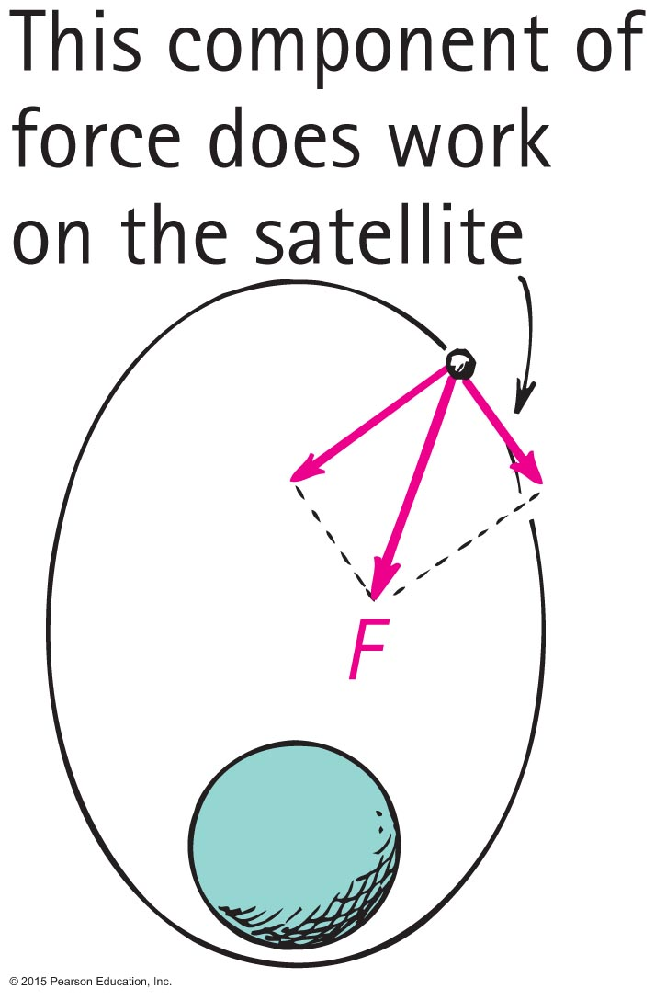 This component of
force does work
on the satellite
F
© 2015 Pearson Education, Inc.